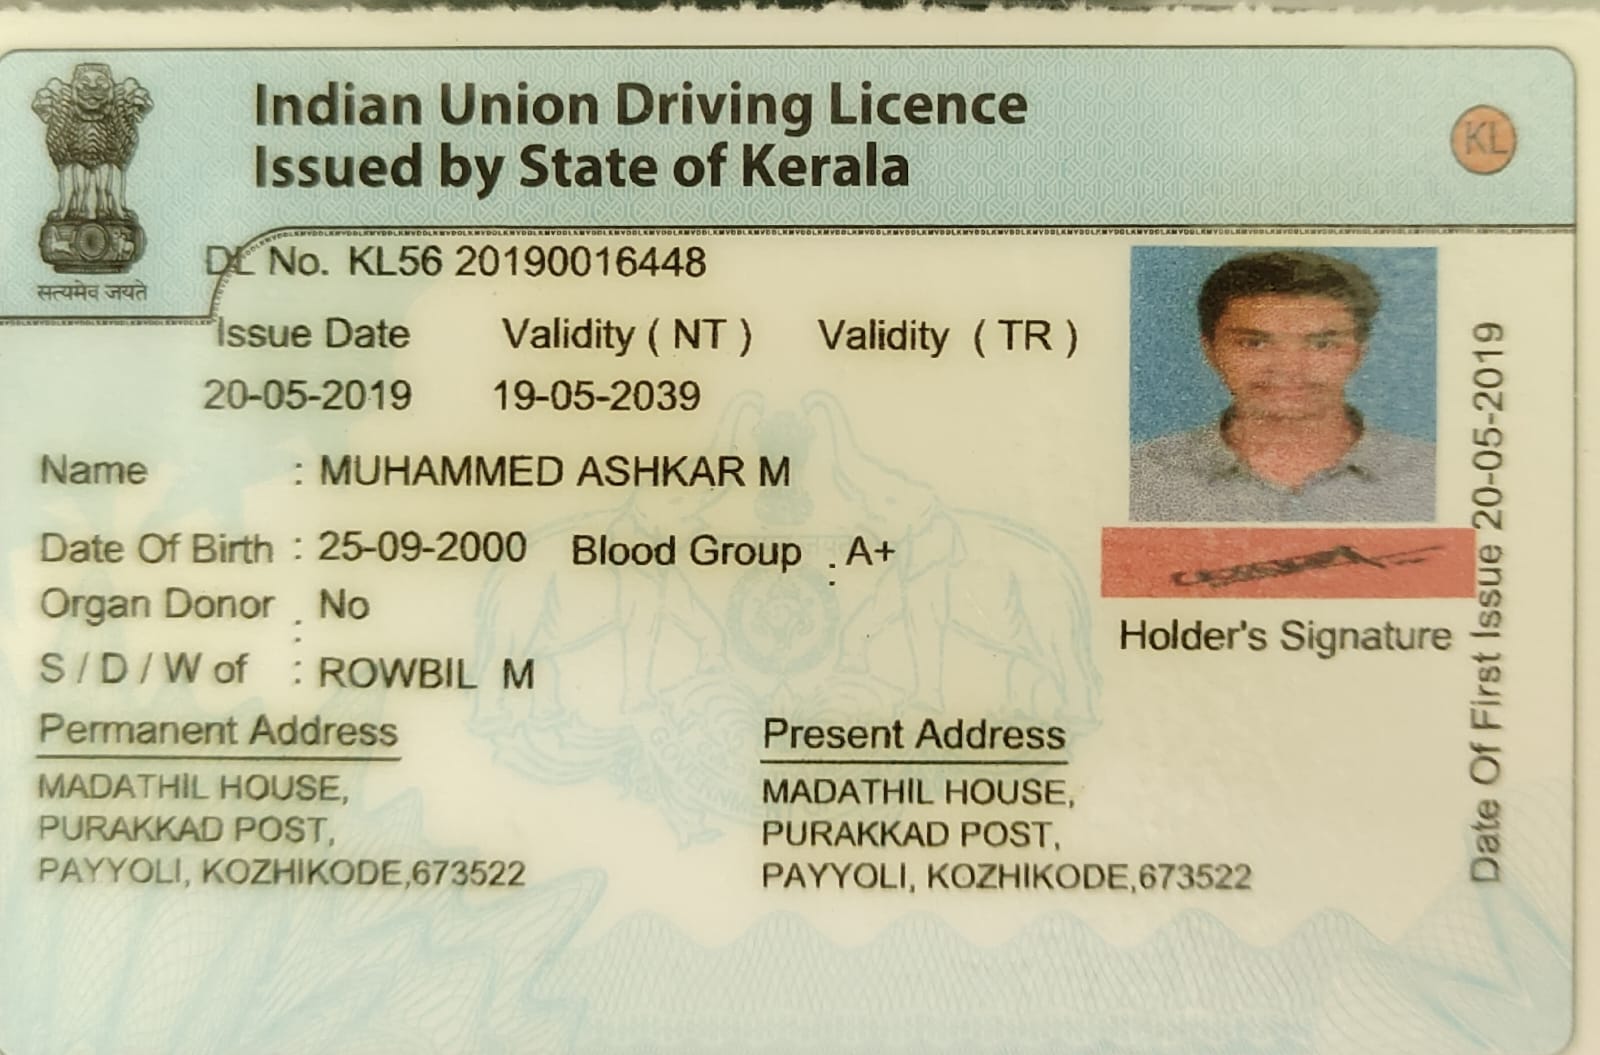 Indian Union Driving Licence
Issued by State of Kerala
KL
सत्यमेव जयते
DL No. KL56 20190016448
Issue Date Validity ( NT ) Validity ( TR )
20-05-2019 19-05-2039
Name : MUHAMMED ASHKAR M
Date Of Birth : 25-09-2000 Blood Group : A+
Organ Donor : No
S / D / W of : ROWBIL M
Holder's Signature
Date Of First Issue 20-05-2019
Permanent Address
MADATHIL HOUSE,
PURAKKAD POST,
PAYYOLI, KOZHIKODE,673522
Present Address
MADATHIL HOUSE,
PURAKKAD POST,
PAYYOLI, KOZHIKODE,673522